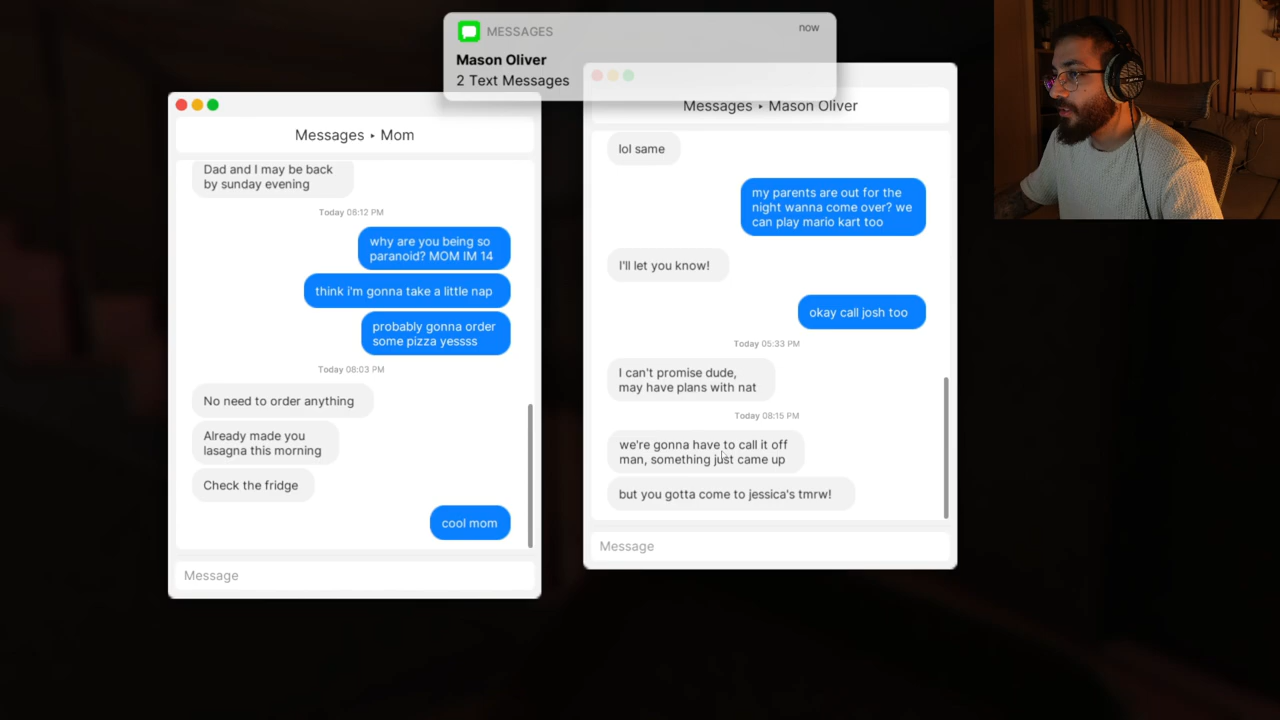 MESSAGES
now
Mason Oliver
2 Text Messages
Messages ▸ Mom
Dad and I may be back
by sunday evening
Today 06:12 PM
why are you being so
paranoid? MOM IM 14
think i'm gonna take a little nap
probably gonna order
some pizza yessss
Today 08:03 PM
No need to order anything
Already made you
lasagna this morning
Check the fridge
cool mom
Message
Messages ▸ Mason Oliver
lol same
my parents are out for the
night wanna come over? we
can play mario kart too
I'll let you know!
okay call josh too
Today 05:33 PM
I can't promise dude,
may have plans with nat
Today 08:15 PM
we're gonna have to call it off
man, something just came up
but you gotta come to jessica's tmrw!
Message